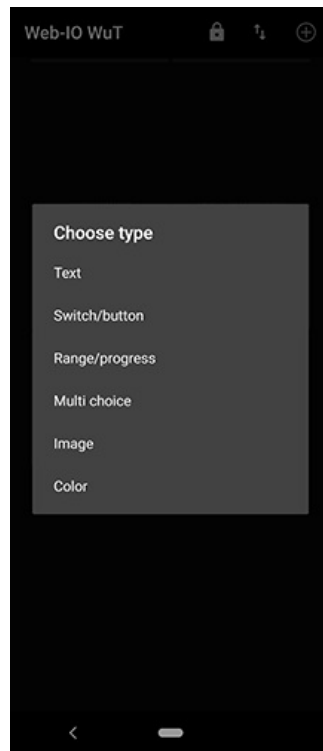 Web-IO WuT
Choose type
Text
Switch/button
Range/progress
Multi choice
Image
Color